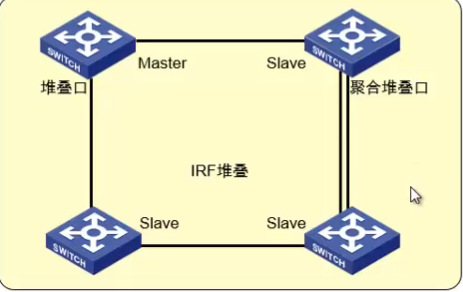 SWITCH
SWITCH
Master
Slave
堆叠口
聚合堆叠口
IRF堆叠
Slave
Slave
SWITCH
SWITCH